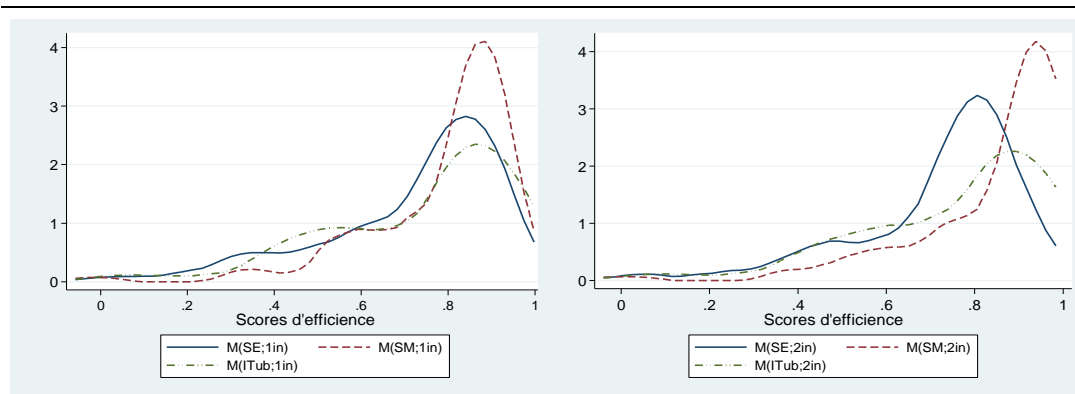 4
3
2
1
0
0 .2 .4 .6 .8 1
Scores d'efficience
M(SE;1in) M(SM;1in)
M(ITub;1in)
4
3
2
1
0
0 .2 .4 .6 .8 1
Scores d'efficience
M(SE;2in) M(SM;2in)
M(ITub;2in)